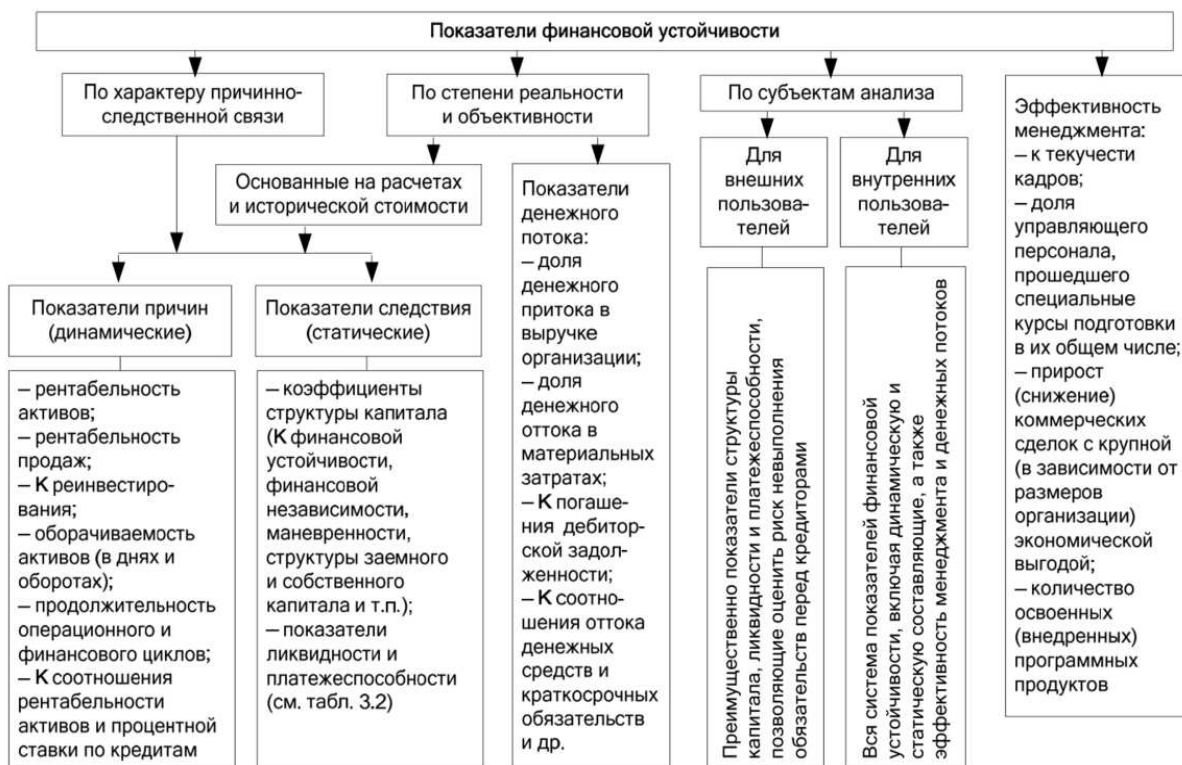 Показатели финансовой устойчивости
По характеру причинно-
следственной связи
По степени реальности
и объективности
По субъектам анализа
Эффективность
менеджмента:
– к текучести
кадров;
– доля
управляющего
персонала,
прошедшего
специальные
курсы подготовки
в их общем числе;
– прирост
(снижение)
коммерческих
сделок с крупной
(в зависимости от
размеров
организации)
экономической
выгодой;
– количество
освоенных
(внедренных)
программных
продуктов
Основанные на расчетах
и исторической стоимости
Показатели
денежного
потока:
– доля
денежного
притока в
выручке
организации;
– доля
денежного
оттока в
материальных
затратах;
– К погаше-
ния дебитор-
ской задол-
женности;
– К соотно-
шения оттока
денежных
средств и
краткосрочных
обязательств
и др.
Для
внешних
пользова-
телей
Для
внутренних
пользова-
телей
Показатели причин
(динамические)
Показатели следствия
(статические)
– рентабельность
активов;
– рентабельность
продаж;
– К реинвестиро-
вания;
– оборачиваемость
активов (в днях и
оборотах);
– продолжительность
операционного и
финансового циклов;
– К соотношения
рентабельности
активов и процентной
ставки по кредитам
– коэффициенты
структуры капитала
(К финансовой
устойчивости,
финансовой
независимости,
маневренности,
структуры заемного
и собственного
капитала и т.п.);
– показатели
ликвидности и
платежеспособности
(см. табл. 3.2)
Преимущественно показатели структуры
капитала, ликвидности и платежеспособности,
позволяющие оценить риск невыполнения
обязательств перед кредиторами
Вся система показателей финансовой
устойчивости, включая динамическую и
статическую составляющие, а также
эффективность менеджмента и денежных потоков